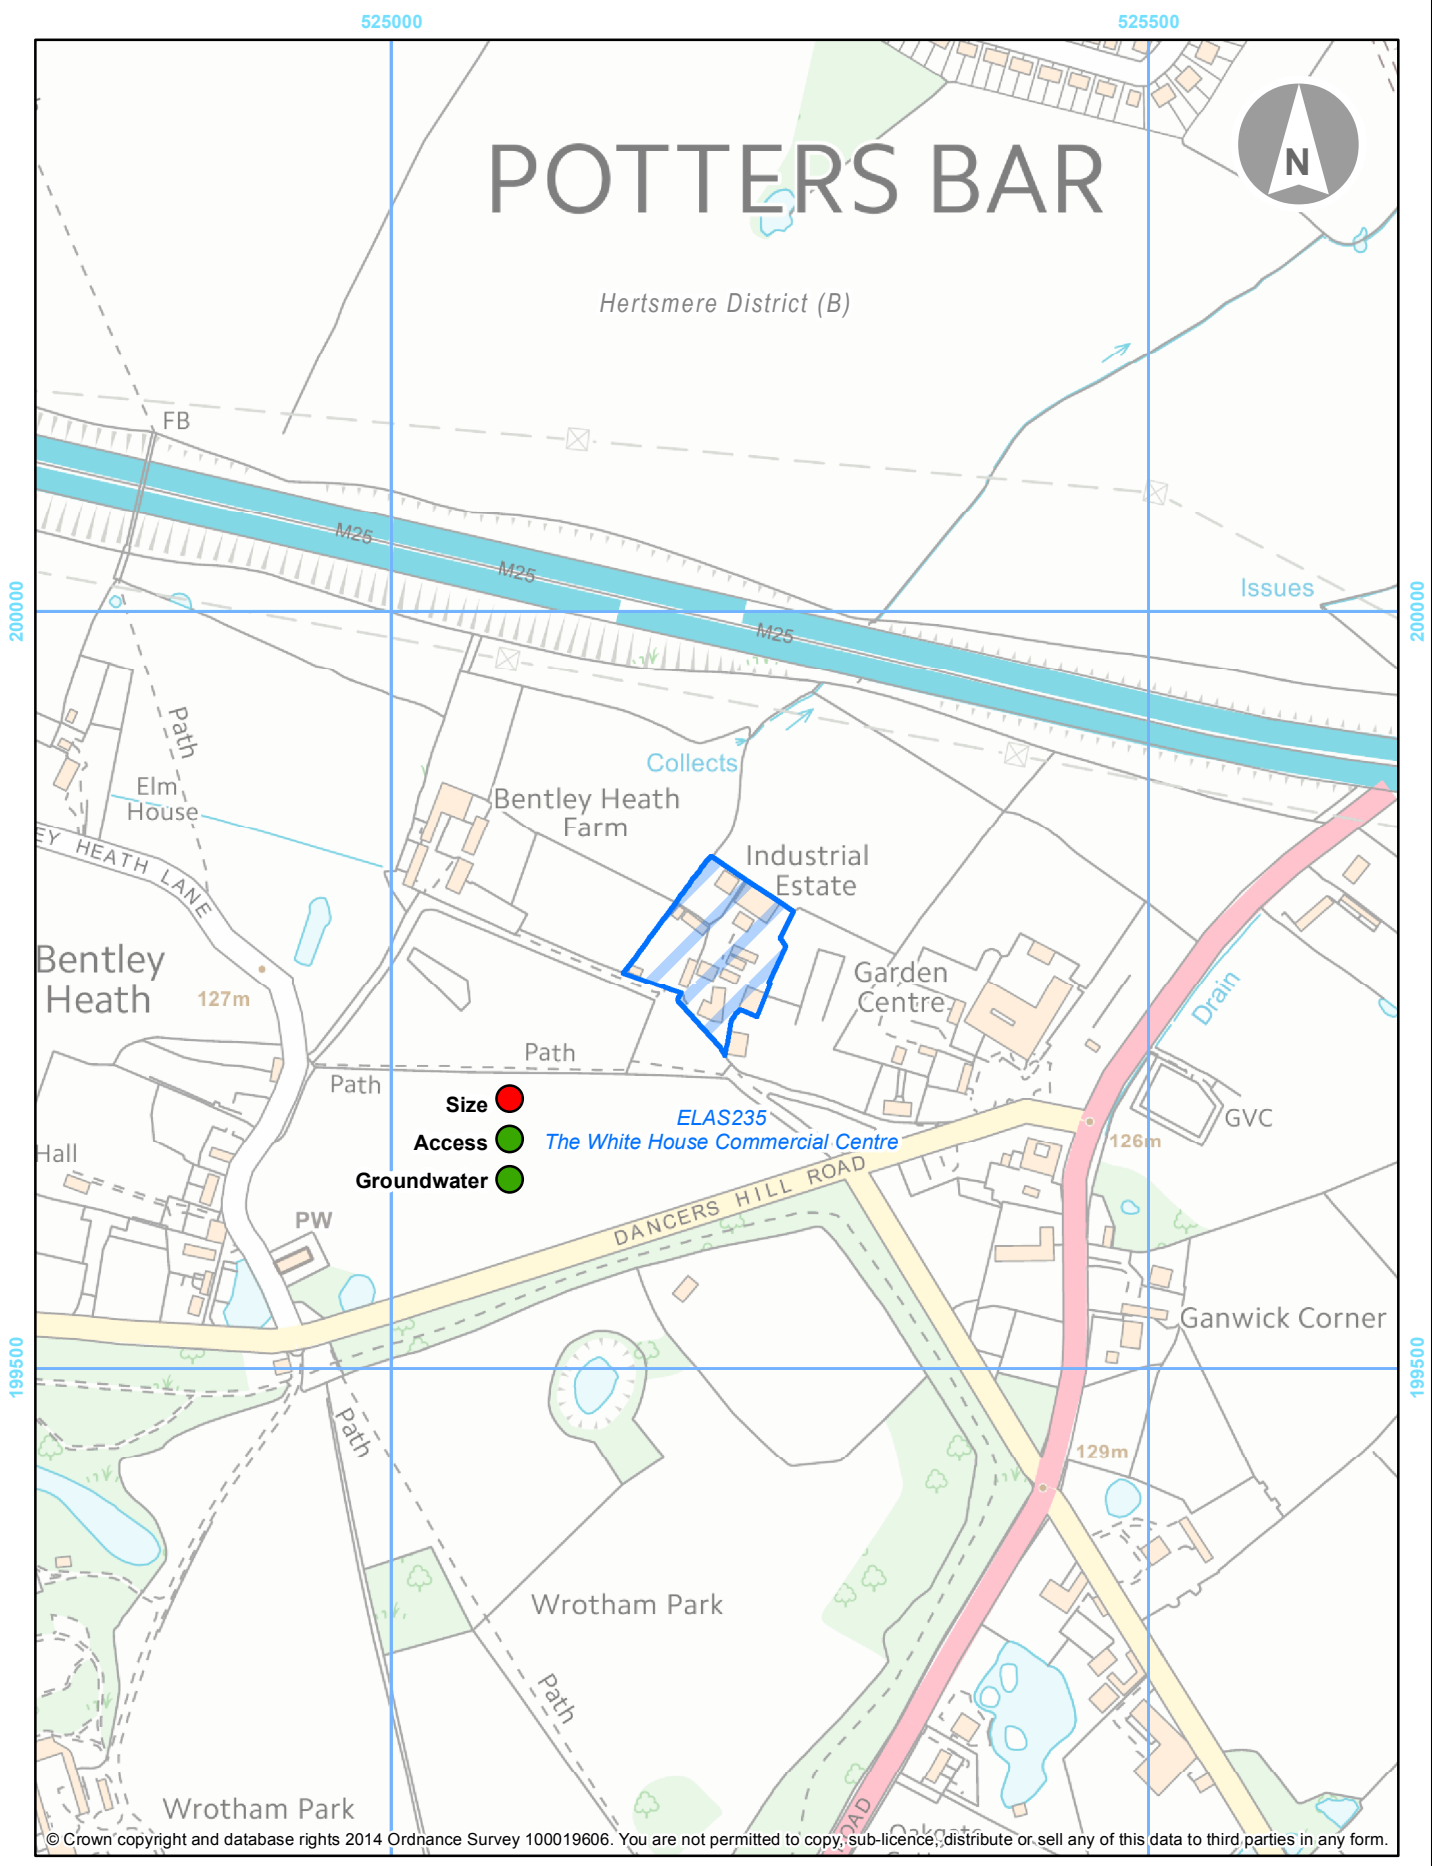 525000
525500
POTTERS BAR
N
Hertsmere District (B)
FB
M25
M25
M25
Issues
200000
200000
Path
Collects
Elm
House
Bentley Heath
Farm
EY HEATH LANE
Industrial
Estate
Bentley
Heath
127m
Garden
Centre
Drain
Path
Path
Size
Access
Groundwater
ELAS235
The White House Commercial Centre
GVC
126m
Hall
DANCERS HILL ROAD
PW
Ganwick Corner
199500
199500
Path
129m
Wrotham Park
Path
Wrotham Park
OAD
Oakgate
© Crown copyright and database rights 2014 Ordnance Survey 100019606. You are not permitted to copy, sub-licence, distribute or sell any of this data to third parties in any form.